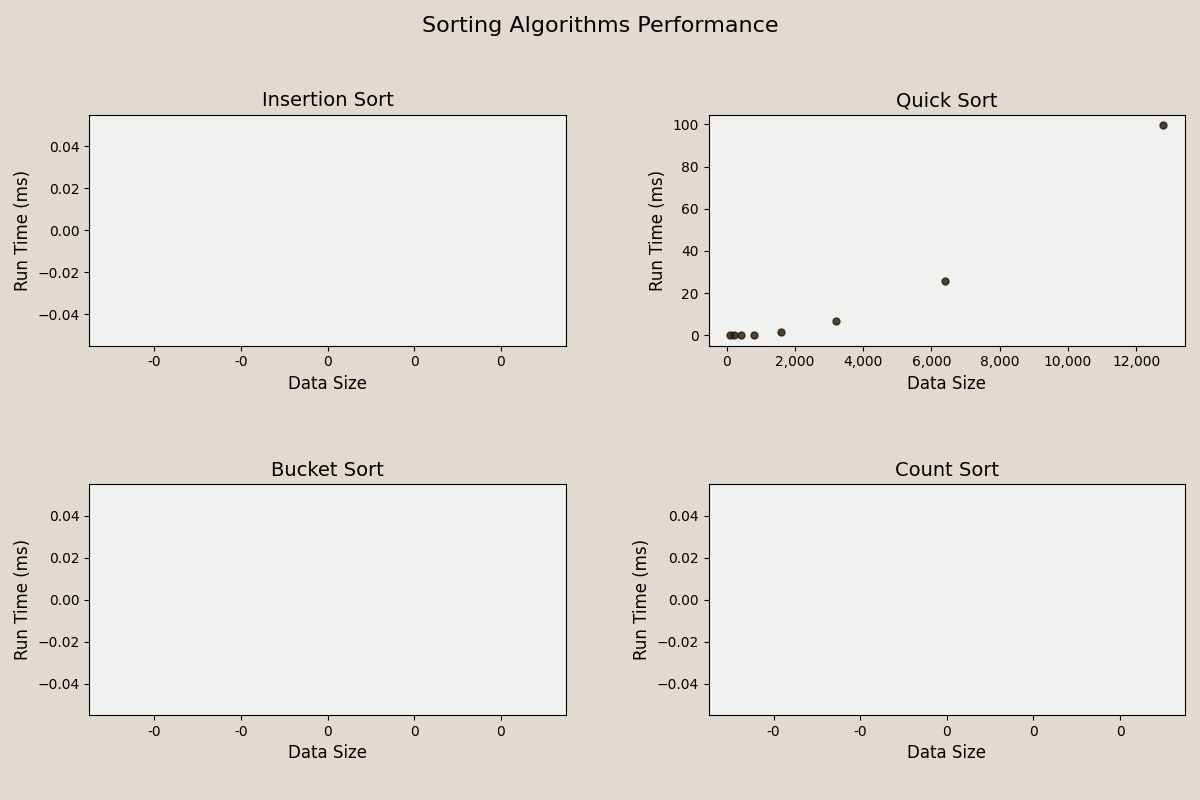 Sorting Algorithms Performance
Insertion Sort
Run Time (ms)
0.04
0.02
0.00
−0.02
−0.04
-0 -0 0 0 0
Data Size
Quick Sort
Run Time (ms)
100
80
60
40
20
0
0 2,000 4,000 6,000 8,000 10,000 12,000
Data Size
Bucket Sort
Run Time (ms)
0.04
0.02
0.00
−0.02
−0.04
-0 -0 0 0 0
Data Size
Count Sort
Run Time (ms)
0.04
0.02
0.00
−0.02
−0.04
-0 -0 0 0 0
Data Size